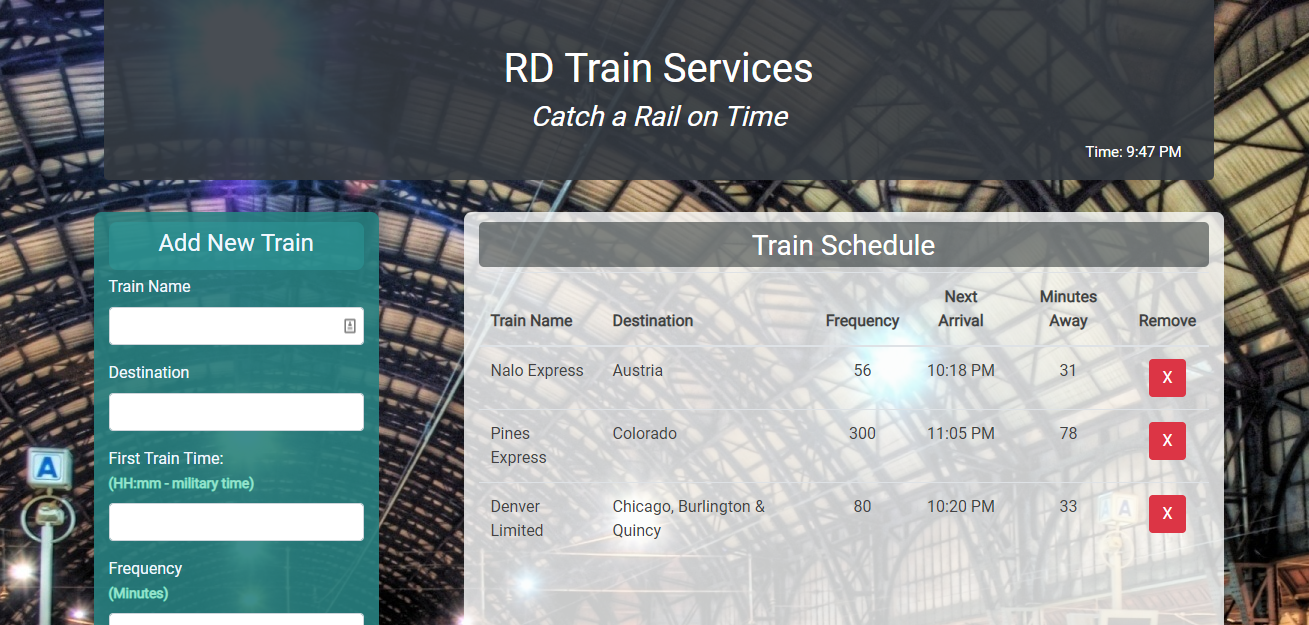 RD Train Services
Catch a Rail on Time
Time: 9:47 PM
Add New Train
Train Name
Destination
First Train Time:
(HH:mm - military time)
Frequency
(Minutes)
Train Schedule
Train Name Destination Frequency Next Arrival Minutes Away Remove
Nalo Express Austria 56 10:18 PM 31 X
Pines Express Colorado 300 11:05 PM 78 X
Denver Limited Chicago, Burlington & Quincy 80 10:20 PM 33 X
A
A